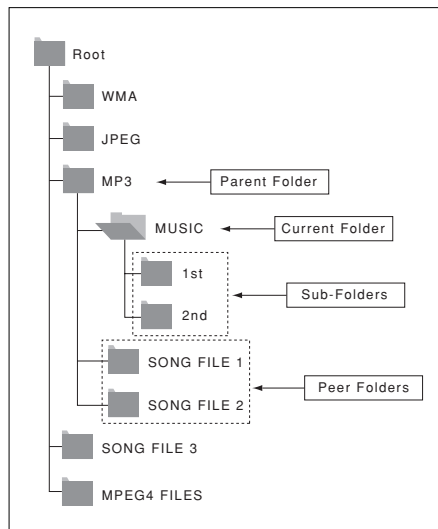 Root
WMA
JPEG
MP3
Parent Folder
MUSIC
Current Folder
1st
Sub-Folders
2nd
SONG FILE 1
Peer Folders
SONG FILE 2
SONG FILE 3
MPEG4 FILES